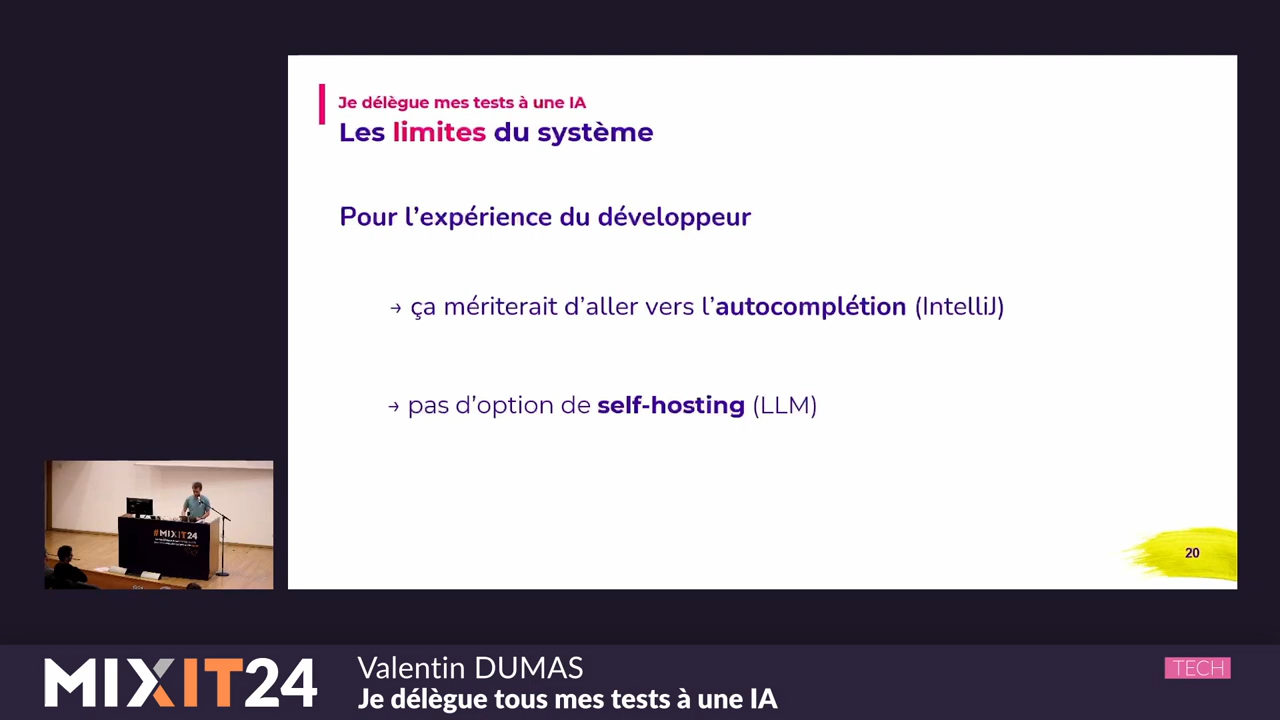 Je délègue mes tests à une IA
Les limites du système
Pour l'expérience du développeur
→ ça mériterait d'aller vers l'autocomplétion (IntelliJ)
→ pas d'option de self-hosting (LLM)
20
#MIXIT24
MIXIT24
Valentin DUMAS
Je délègue tous mes tests à une IA
TECH